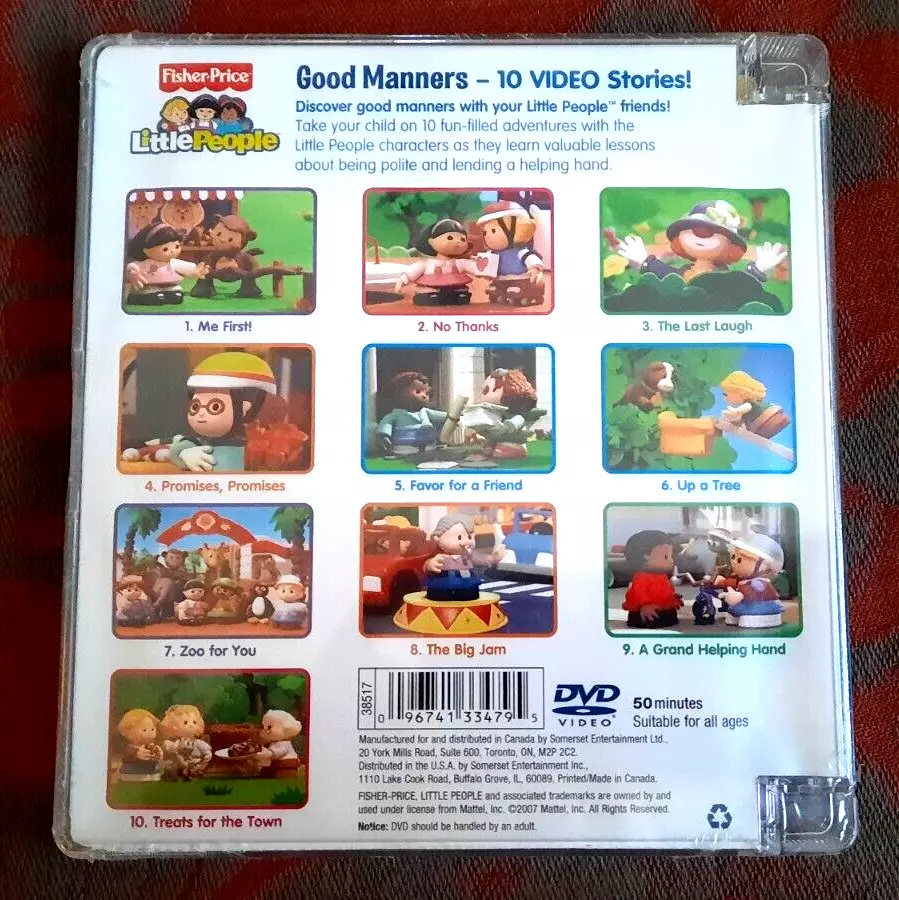 Fisher-Price
Little People™
Good Manners – 10 VIDEO Stories!
Discover good manners with your Little People™ friends!
Take your child on 10 fun-filled adventures with the
Little People characters as they learn valuable lessons
about being polite and lending a helping hand.
1. Me First!
2. No Thanks
3. The Last Laugh
4. Promises, Promises
5. Favor for a Friend
6. Up a Tree
7. Zoo for You
8. The Big Jam
9. A Grand Helping Hand
10. Treats for the Town
38517
0 96741 33479 5
DVD
VIDEO
50 minutes
Suitable for all ages
Manufactured for and distributed in Canada by Somerset Entertainment Ltd.,
20 York Mills Road, Suite 600, Toronto, ON, M2P 2C2.
Distributed in the U.S.A. by Somerset Entertainment Inc.,
1110 Lake Cook Road, Buffalo Grove, IL, 60089. Printed/Made in Canada.
FISHER-PRICE, LITTLE PEOPLE and associated trademarks are owned by and
used under license from Mattel, Inc. ©2007 Mattel, Inc. All Rights Reserved.
Notice: DVD should be handled by an adult.